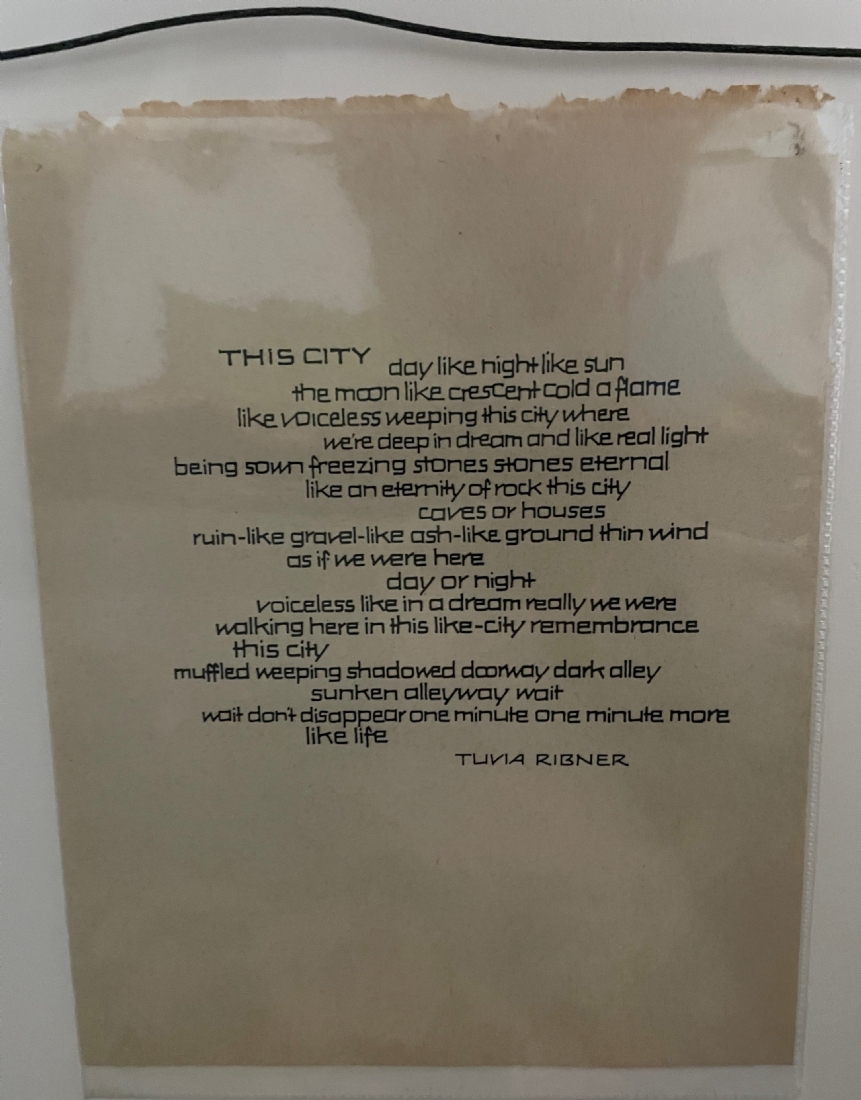 THIS CITY day like night like sun
the moon like crescent cold a flame
like voiceless weeping this city where
we're deep in dream and like real light
being sown freezing stones stones eternal
like an eternity of rock this city
caves or houses
ruin-like gravel-like ash-like ground thin wind
as if we were here
day or night
voiceless like in a dream really we were
walking here in this like-city remembrance
this city
muffled weeping shadowed doorway dark alley
sunken alleyway wait
wait don't disappear one minute one minute more
like life
TUVIA RIBNER